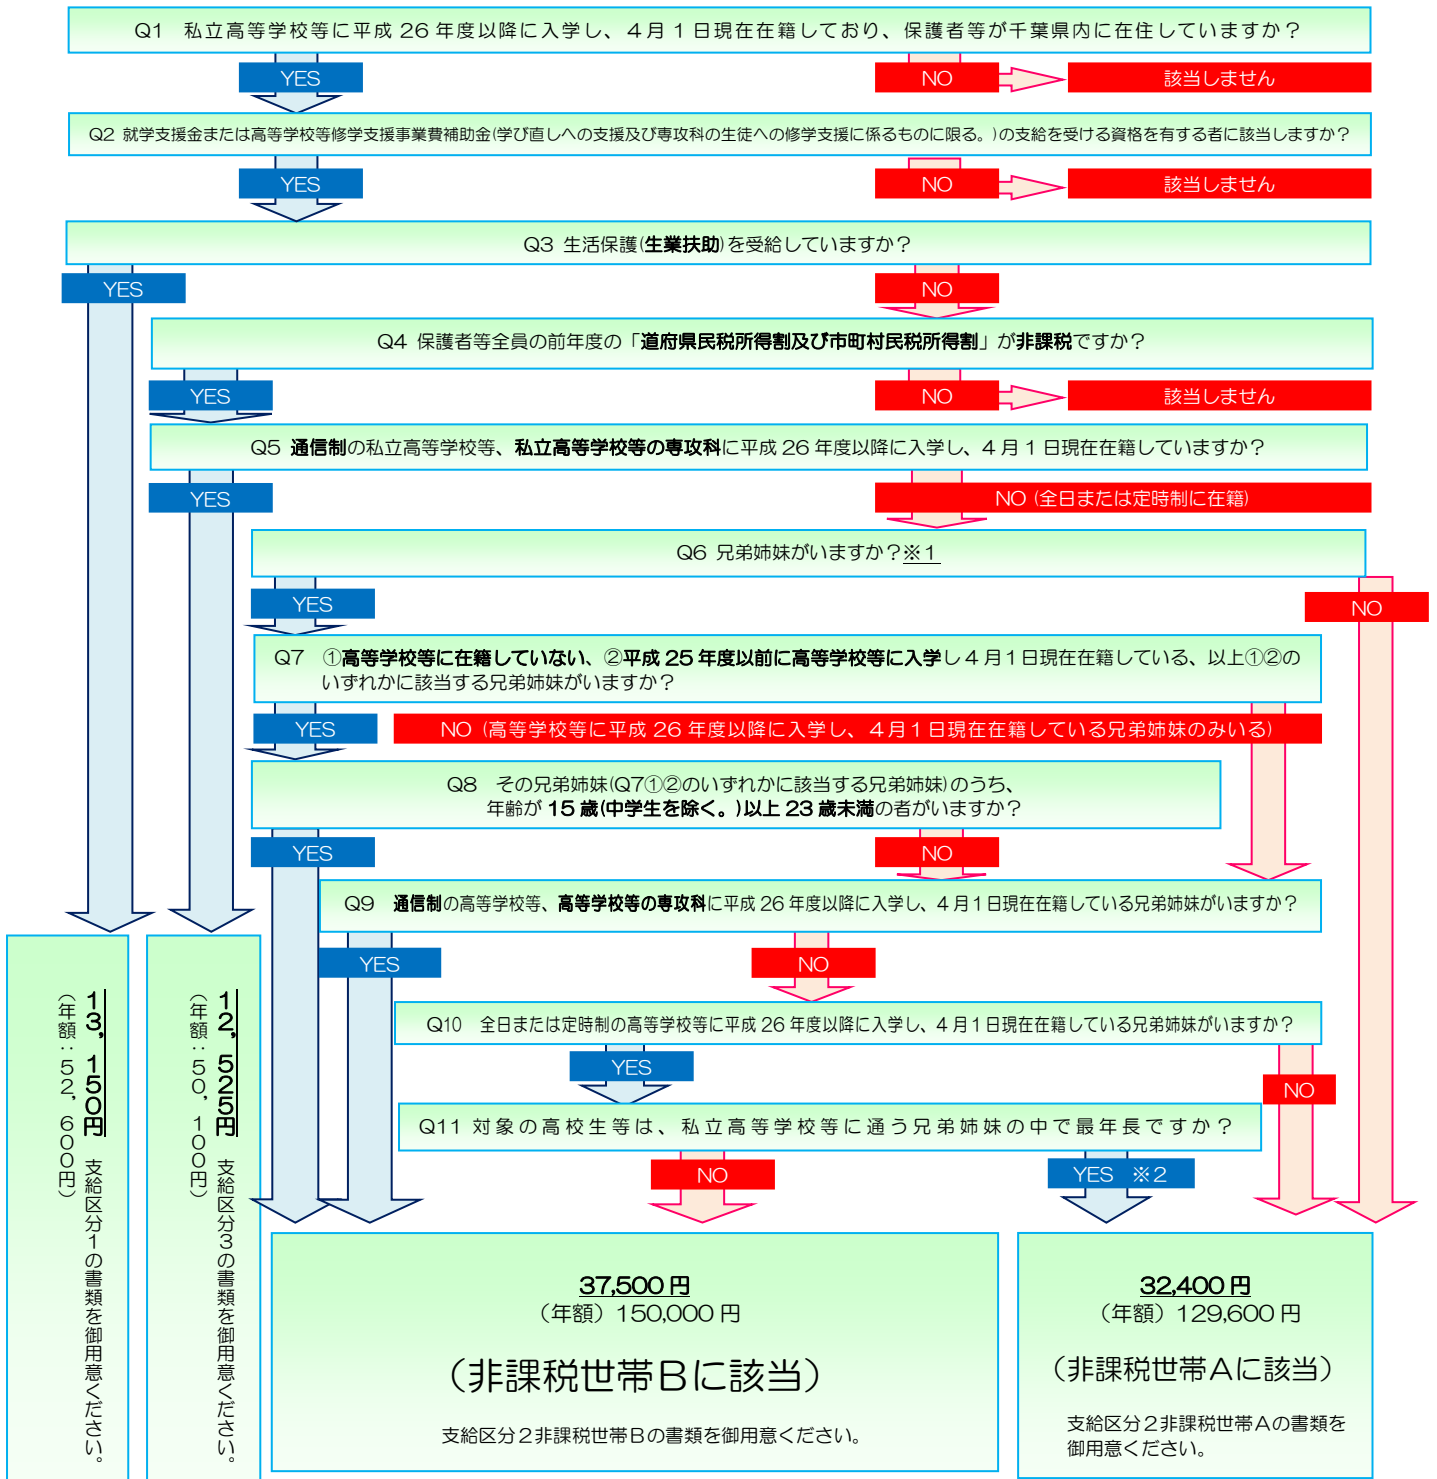 Q1 私立高等学校等に平成 26 年度以降に入学し、４月１日現在在籍しており、保護者等が千葉県内に在住していますか？
YES
NO
該当しません
Q2 就学支援金または高等学校等修学支援事業費補助金(学び直しへの支援及び専攻科の生徒への修学支援に係るものに限る。)の支給を受ける資格を有する者に該当しますか？
YES
NO
該当しません
Q3 生活保護(生業扶助)を受給していますか？
YES
NO
Q4 保護者等全員の前年度の「道府県民税所得割及び市町村民税所得割」が非課税ですか？
YES
NO
該当しません
Q5 通信制の私立高等学校等、私立高等学校等の専攻科に平成 26 年度以降に入学し、４月１日現在在籍していますか？
YES
NO (全日または定時制に在籍)
Q6 兄弟姉妹がいますか？※１
YES
NO
Q7 ①高等学校等に在籍していない、②平成 25 年度以前に高等学校等に入学し４月１日現在在籍している、以上①②の
いずれかに該当する兄弟姉妹がいますか？
YES
NO (高等学校等に平成 26 年度以降に入学し、４月１日現在在籍している兄弟姉妹のみいる)
Q8 その兄弟姉妹(Q7①②のいずれかに該当する兄弟姉妹)のうち、
年齢が 15 歳(中学生を除く。)以上 23 歳未満の者がいますか？
YES
NO
Q9 通信制の高等学校等、高等学校等の専攻科に平成 26 年度以降に入学し、４月１日現在在籍している兄弟姉妹がいますか？
YES
NO
Q10 全日または定時制の高等学校等に平成 26 年度以降に入学し、４月１日現在在籍している兄弟姉妹がいますか？
YES
NO
Q11 対象の高校生等は、私立高等学校等に通う兄弟姉妹の中で最年長ですか？
NO
YES ※２
１３，１５０円 支給区分１の書類を御用意ください。
（年額：５２，６００円）
１２，５２５円 支給区分３の書類を御用意ください。
（年額：５０，１００円）
37,500 円
（年額）150,000 円
（非課税世帯Ｂに該当）
支給区分２非課税世帯Ｂの書類を御用意ください。
32,400 円
（年額）129,600 円
（非課税世帯Ａに該当）
支給区分２非課税世帯Ａの書類を
御用意ください。